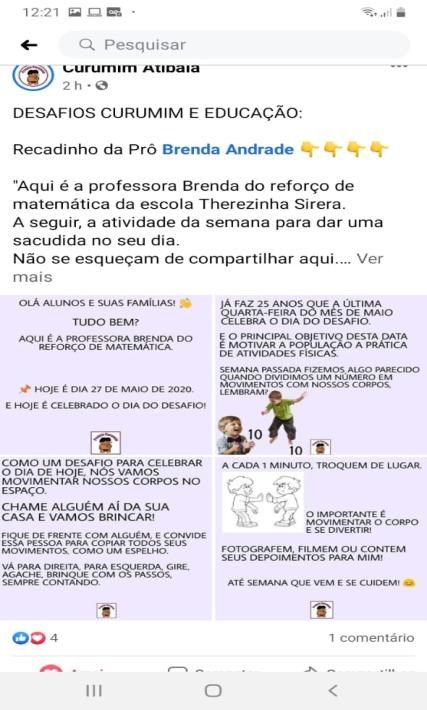 12:21
Pesquisar
Curumim Atibaia
2 h
DESAFIOS CURUMIM E EDUCAÇÃO:
Recadinho da Prô Brenda Andrade 👇👇👇👇
"Aqui é a professora Brenda do reforço de
matemática da escola Therezinha Sirera.
A seguir, a atividade da semana para dar uma
sacudida no seu dia.
Não se esqueçam de compartilhar aqui.... Ver
mais
OLÁ ALUNOS E SUAS FAMÍLIAS! 👋
TUDO BEM?
AQUI É A PROFESSORA BRENDA DO
REFORÇO DE MATEMÁTICA.
📌 HOJE É DIA 27 DE MAIO DE 2020.
E HOJE É CELEBRADO O DIA DO DESAFIO!
JÁ FAZ 25 ANOS QUE A ÚLTIMA
QUARTA-FEIRA DO MÊS DE MAIO
CELEBRA O DIA DO DESAFIO.
E O PRINCIPAL OBJETIVO DESTA DATA
É MOTIVAR A POPULAÇÃO A PRÁTICA
DE ATIVIDADES FÍSICAS.
SEMANA PASSADA FIZEMOS ALGO PARECIDO
QUANDO DIVIDIMOS UM NÚMERO EM
MOVIMENTOS COM NOSSOS CORPOS,
LEMBRAM?
10
10
COMO UM DESAFIO PARA CELEBRAR
O DIA DE HOJE, NÓS VAMOS
MOVIMENTAR NOSSOS CORPOS NO
ESPAÇO.
CHAME ALGUÉM AÍ DA SUA
CASA E VAMOS BRINCAR!
FIQUE DE FRENTE COM ALGUÉM, E CONVIDE
ESSA PESSOA PARA COPIAR TODOS SEUS
MOVIMENTOS, COMO UM ESPELHO.
VÁ PARA DIREITA, PARA ESQUERDA, GIRE,
AGACHE, BRINQUE COM OS PASSOS,
SEMPRE CONTANDO.
A CADA 1 MINUTO, TROQUEM DE LUGAR.
O IMPORTANTE É
MOVIMENTAR O CORPO
E SE DIVERTIR!
FOTOGRAFEM, FILMEM OU CONTEM
SEUS DEPOIMENTOS PARA MIM!
ATÉ SEMANA QUE VEM E SE CUIDEM! 😊
4
1 comentário